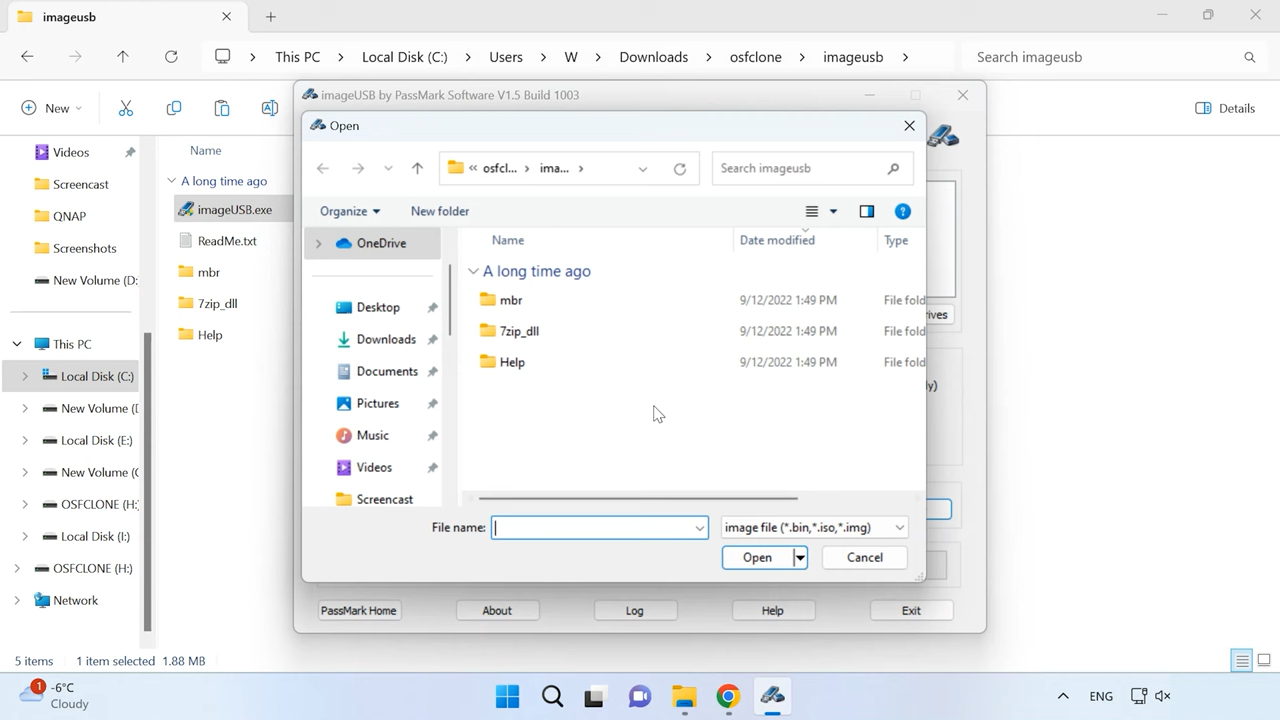 imageusb
This PC > Local Disk (C:) > Users > W > Downloads > osfclone > imageusb >
Search imageusb
New
Details
Videos
Screencast
QNAP
Screenshots
New Volume (D:
This PC
Local Disk (C:)
New Volume (D
Local Disk (E:)
New Volume (
OSFCLONE (H:
Local Disk (I:)
OSFCLONE (H:)
Network
Name
A long time ago
imageUSB.exe
ReadMe.txt
mbr
7zip_dll
Help
imageUSB by PassMark Software V1.5 Build 1003
Open
« osfcl... > ima... >
Search imageusb
Organize
New folder
OneDrive
Desktop
Downloads
Documents
Pictures
Music
Videos
Screencast
Name Date modified Type
A long time ago
mbr 9/12/2022 1:49 PM File fold
7zip_dll 9/12/2022 1:49 PM File fold
Help 9/12/2022 1:49 PM File fold
rives
ly)
File name:
image file (*.bin,*.iso,*.img)
Open
Cancel
PassMark Home
About
Log
Help
Exit
5 items 1 item selected 1.88 MB
1
-6°C
Cloudy
ENG